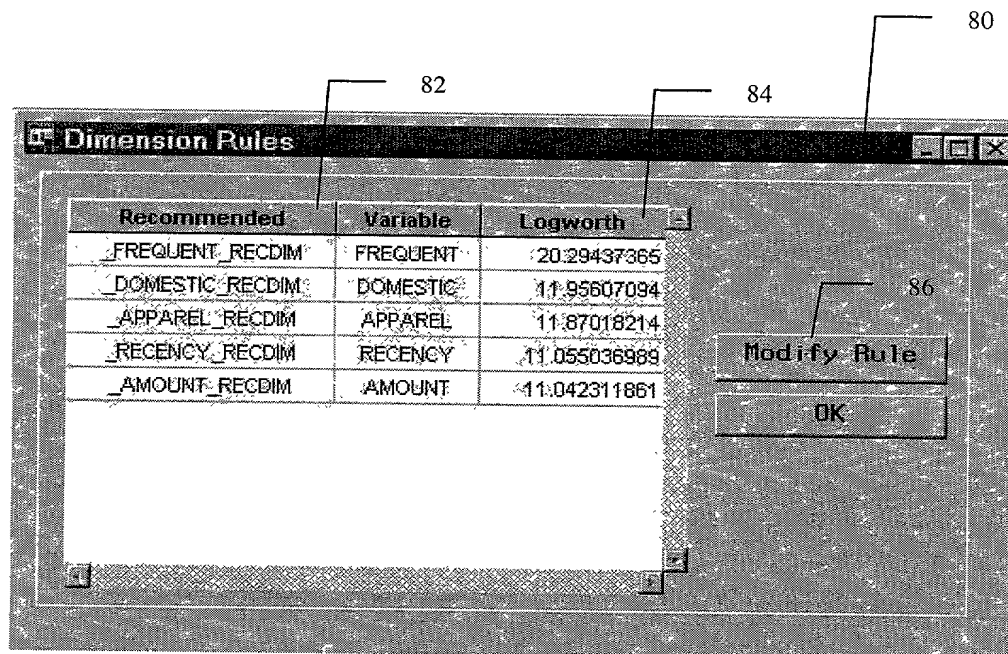 80
82
84
Dimension Rules
Recommended Variable Logworth
_FREQUENT_RECDIM FREQUENT 20.29437365
_DOMESTIC_RECDIM DOMESTIC 11.95607094
_APPAREL_RECDIM APPAREL 11.87018214
_RECENCY_RECDIM RECENCY 11.055036989
_AMOUNT_RECDIM AMOUNT 11.042311861
86
Modify Rule
OK